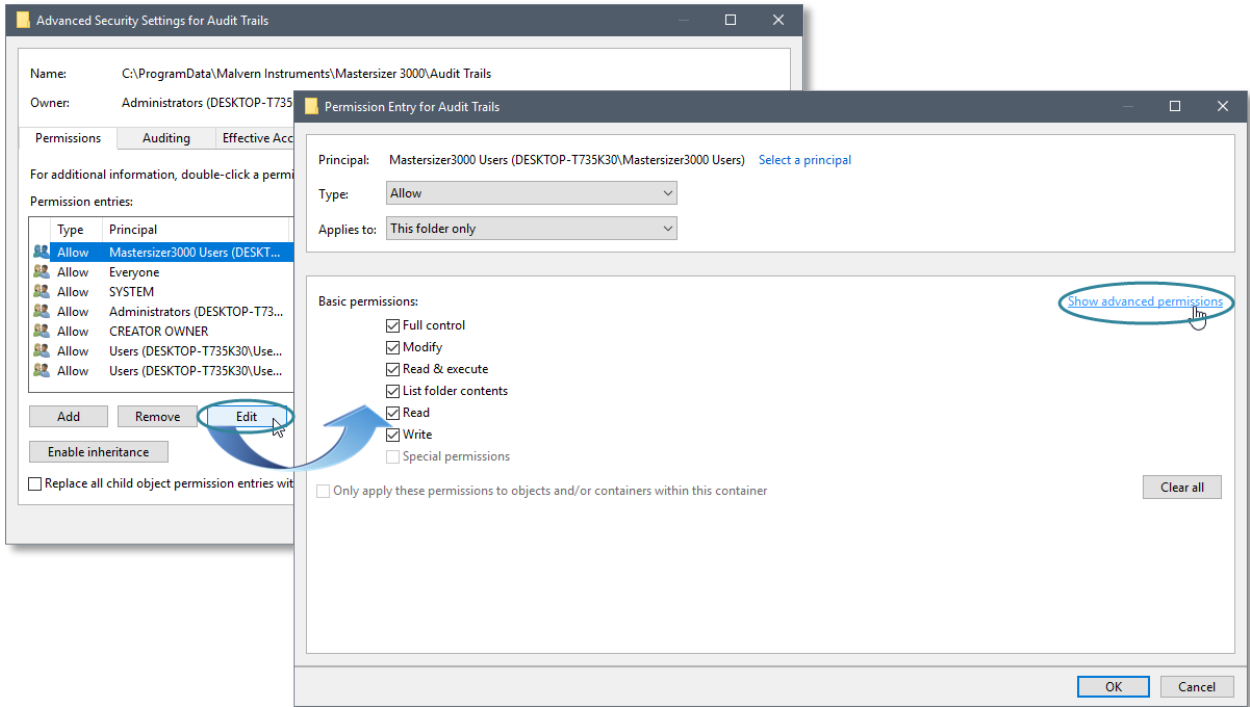 Advanced Security Settings for Audit Trails
Name: C:\ProgramData\Malvern Instruments\Mastersizer 3000\Audit Trails
Owner: Administrators (DESKTOP-T735
Permissions Auditing Effective Acc
For additional information, double-click a permi
Permission entries:
Type Principal
Allow Mastersizer3000 Users (DESKT...
Allow Everyone
Allow SYSTEM
Allow Administrators (DESKTOP-T73...
Allow CREATOR OWNER
Allow Users (DESKTOP-T735K30\Use...
Allow Users (DESKTOP-T735K30\Use...
Add Remove Edit
Enable inheritance
Replace all child object permission entries wit
Permission Entry for Audit Trails
Principal: Mastersizer3000 Users (DESKTOP-T735K30\Mastersizer3000 Users) Select a principal
Type: Allow
Applies to: This folder only
Basic permissions: Show advanced permissions
Full control
Modify
Read & execute
List folder contents
Read
Write
Special permissions
Only apply these permissions to objects and/or containers within this container
Clear all
OK Cancel